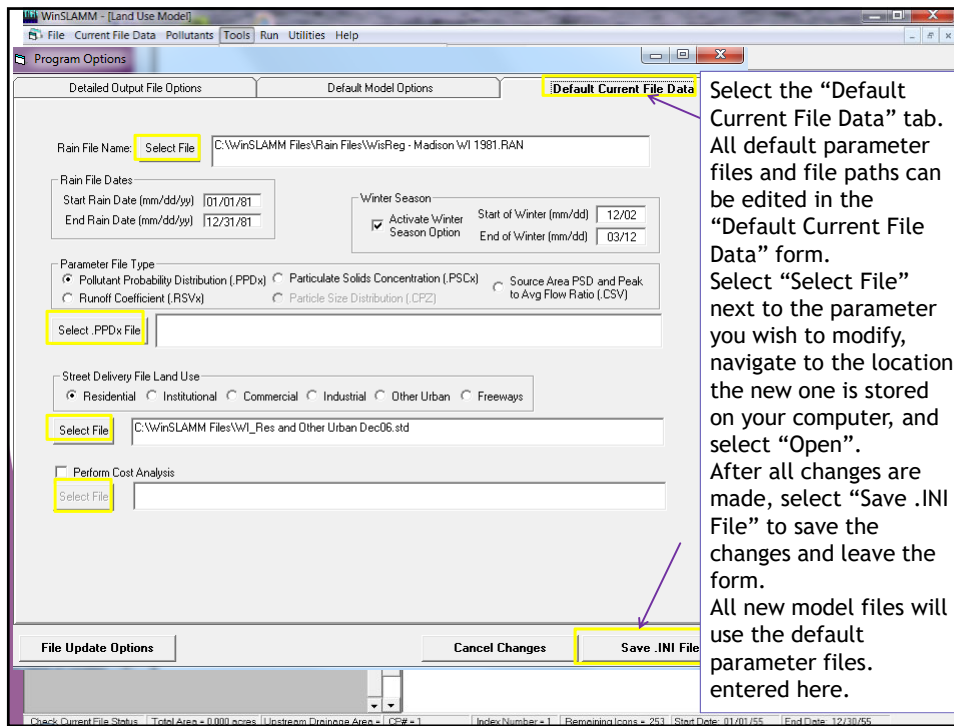 WinSLAMM - [Land Use Model]
File Current File Data Pollutants Tools Run Utilities Help
Program Options
Detailed Output File Options
Default Model Options
Default Current File Data
Rain File Name: Select File C:\WinSLAMM Files\Rain Files\WisReg - Madison WI 1981.RAN
Rain File Dates
Start Rain Date (mm/dd/yy) 01/01/81
End Rain Date (mm/dd/yy) 12/31/81
Winter Season
Activate Winter
Season Option
Start of Winter (mm/dd) 12/02
End of Winter (mm/dd) 03/12
Parameter File Type
Pollutant Probability Distribution (.PPDx) Particulate Solids Concentration (.PSCx) Source Area PSD and Peak
to Avg Flow Ratio (.CSV)
Runoff Coefficient (.RSVx) Particle Size Distribution (.CPZ)
Select .PPDx File
Street Delivery File Land Use
Residential Institutional Commercial Industrial Other Urban Freeways
Select File C:\WinSLAMM Files\WI_Res and Other Urban Dec06.std
Perform Cost Analysis
Select File
File Update Options
Cancel Changes
Save .INI File
Check Current File Status Total Area = 0.000 acres Upstream Drainage Area = CP# = 1 Index Number = 1 Remaining Icons = 253 Start Date: 01/01/55 End Date: 12/30/55
Select the “Default
Current File Data” tab.
All default parameter
files and file paths can
be edited in the
“Default Current File
Data” form.
Select “Select File”
next to the parameter
you wish to modify,
navigate to the location
the new one is stored
on your computer, and
select “Open”.
After all changes are
made, select “Save .INI
File” to save the
changes and leave the
form.
All new model files will
use the default
parameter files.
entered here.